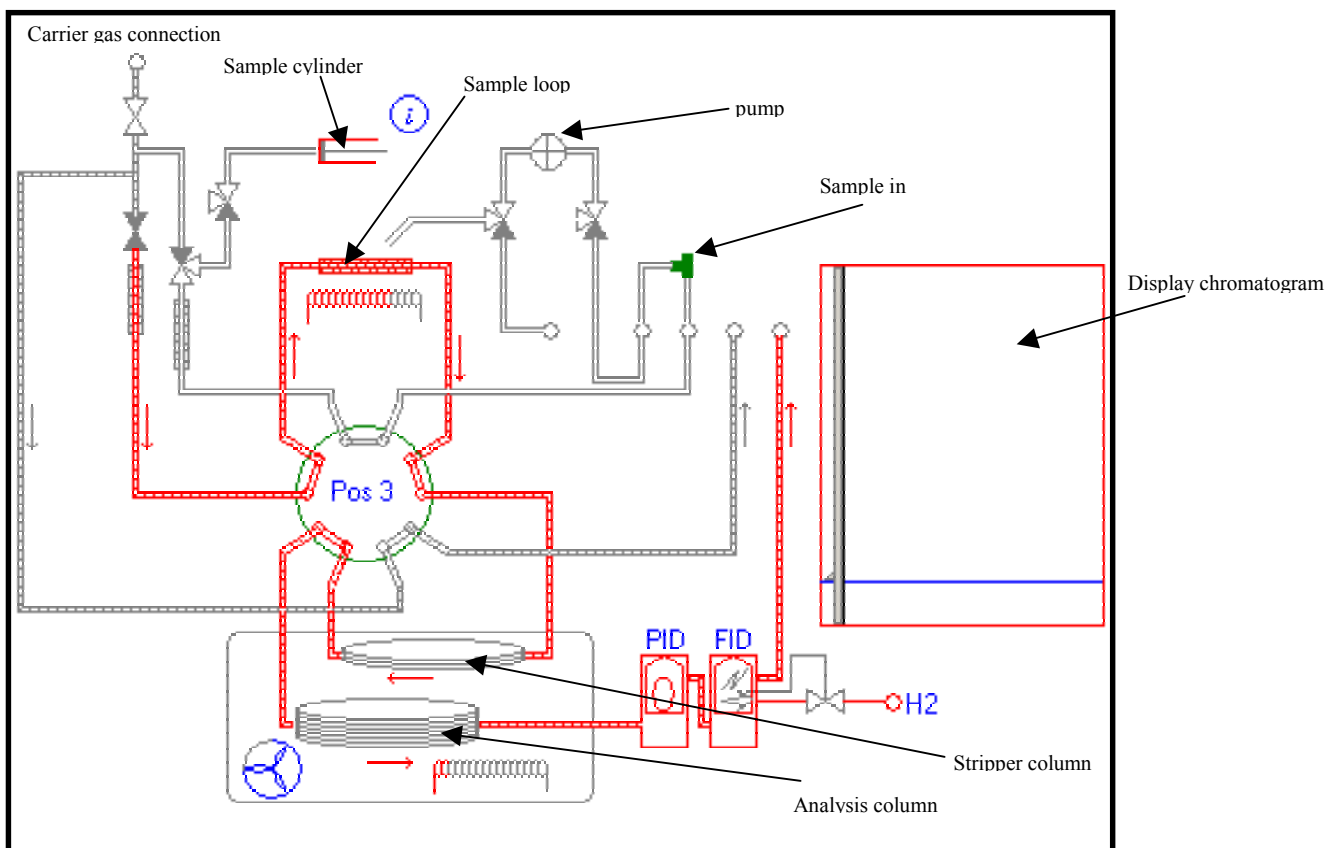 Carrier gas connection
Sample cylinder
Sample loop
pump
i
Sample in
Display chromatogram
Pos 3
PID
FID
H2
Stripper column
Analysis column